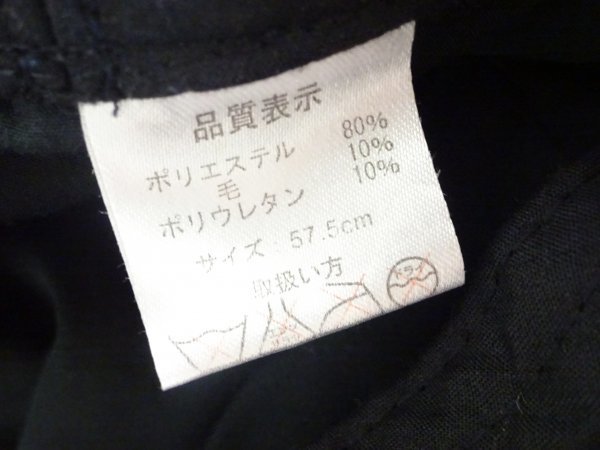 品質表示
ポリエステル 80%
毛 10%
ポリウレタン 10%
サイズ:57.5cm
取扱い方
ドライ